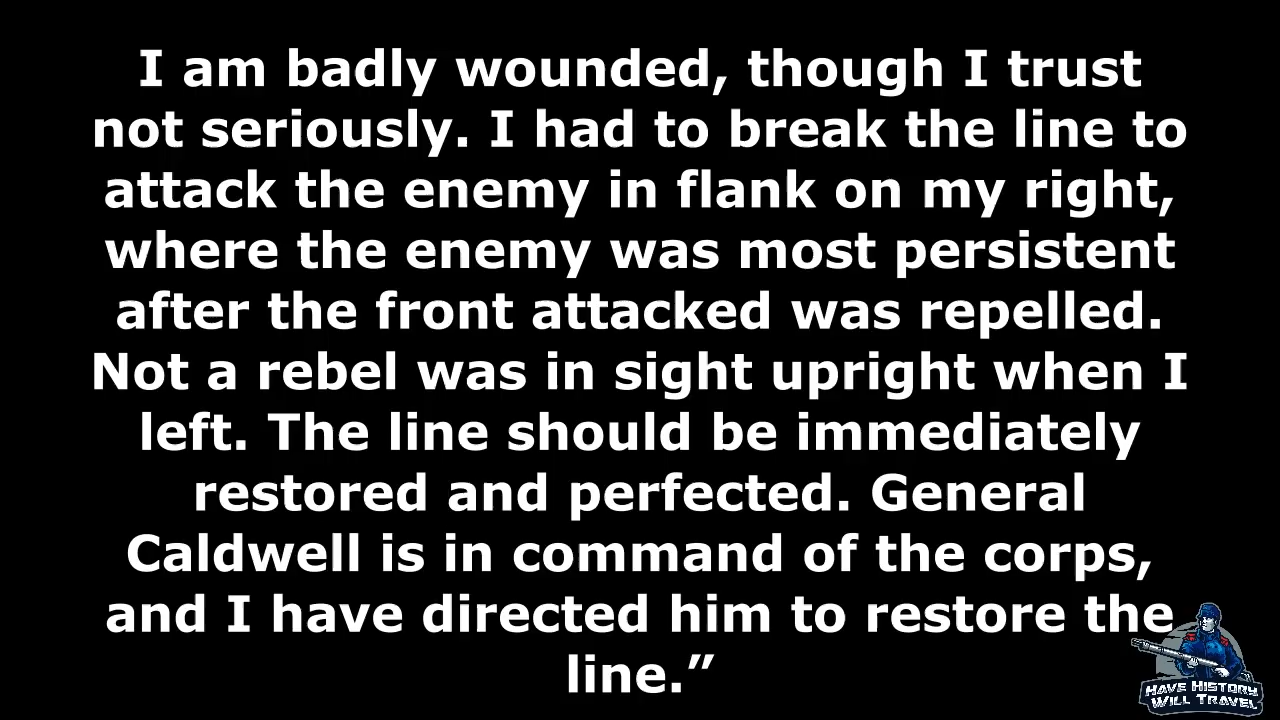 I am badly wounded, though I trust
not seriously. I had to break the line to
attack the enemy in flank on my right,
where the enemy was most persistent
after the front attacked was repelled.
Not a rebel was in sight upright when I
left. The line should be immediately
restored and perfected. General
Caldwell is in command of the corps,
and I have directed him to restore the
line.”
HAVE HISTORY
WILL TRAVEL